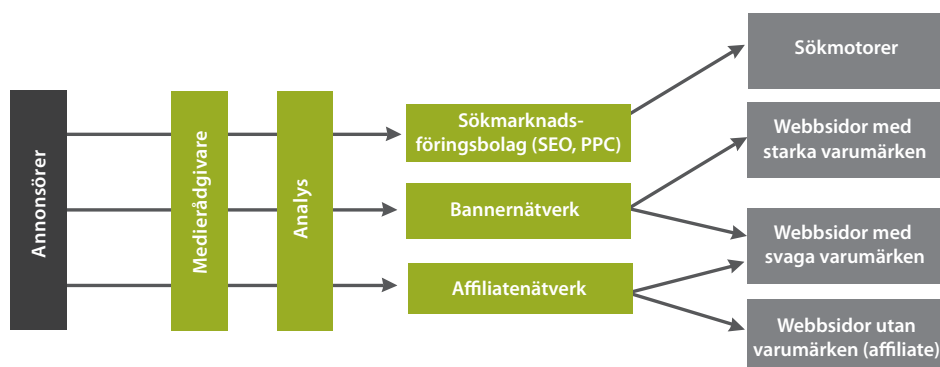 Annonsörer
Medierådgivare
Analys
Sökmarknads-
föringsbolag (SEO, PPC)
Bannernätverk
Affiliatenätverk
Sökmotorer
Webbsidor med
starka varumärken
Webbsidor med
svaga varumärken
Webbsidor utan
varumärken (affiliate)